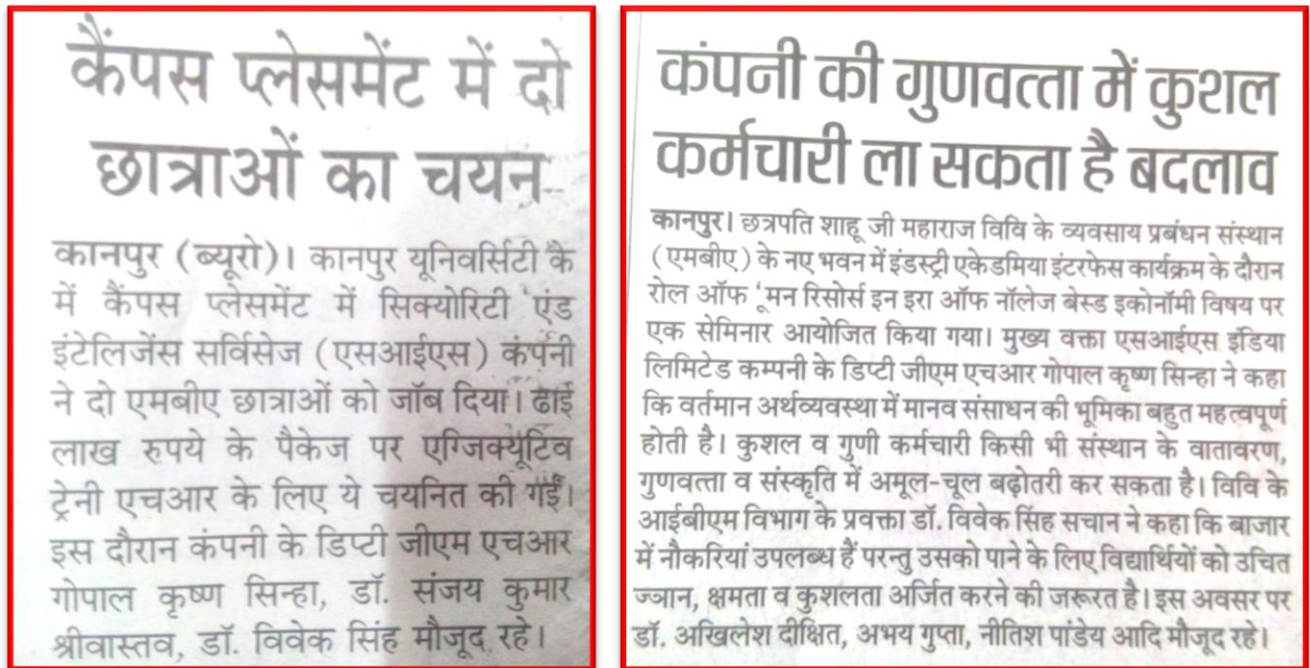 कैंपस प्लेसमेंट में दो
छात्राओं का चयन
कानपुर (ब्यूरो)। कानपुर यूनिवर्सिटी कै
में कैंपस प्लेसमेंट में सिक्योरिटी एंड
इंटेलिजेंस सर्विसेज (एसआईएस) कंपनी
ने दो एमबीए छात्राओं को जॉब दिया। ढाई
लाख रुपये के पैकेज पर एग्जिक्यूटिव
ट्रेनी एचआर के लिए ये चयनित की गईं।
इस दौरान कंपनी के डिप्टी जीएम एचआर
गोपाल कृष्ण सिन्हा, डॉ. संजय कुमार
श्रीवास्तव, डॉ. विवेक सिंह मौजूद रहे।
कंपनी की गुणवत्ता में कुशल
कर्मचारी ला सकता है बदलाव
कानपुर। छत्रपति शाहू जी महाराज विवि के व्यवसाय प्रबंधन संस्थान
(एमबीए) के नए भवन में इंडस्ट्री एकेडमिया इंटरफेस कार्यक्रम के दौरान
रोल ऑफ ‘मन रिसोर्स इन इरा ऑफ नॉलेज बेस्ड इकोनॉमी विषय पर
एक सेमिनार आयोजित किया गया। मुख्य वक्ता एसआईएस इंडिया
लिमिटेड कम्पनी के डिप्टी जीएम एचआर गोपाल कृष्ण सिन्हा ने कहा
कि वर्तमान अर्थव्यवस्था में मानव संसाधन की भूमिका बहुत महत्वपूर्ण
होती है। कुशल व गुणी कर्मचारी किसी भी संस्थान के वातावरण,
गुणवत्ता व संस्कृति में अमूल-चूल बढ़ोतरी कर सकता है। विवि के
आईबीएम विभाग के प्रवक्ता डॉ. विवेक सिंह सचान ने कहा कि बाजार
में नौकरियां उपलब्ध हैं परन्तु उसको पाने के लिए विद्यार्थियों को उचित
ज्ञान, क्षमता व कुशलता अर्जित करने की जरूरत है। इस अवसर पर
डॉ. अखिलेश दीक्षित, अभय गुप्ता, नीतिश पांडेय आदि मौजूद रहे।